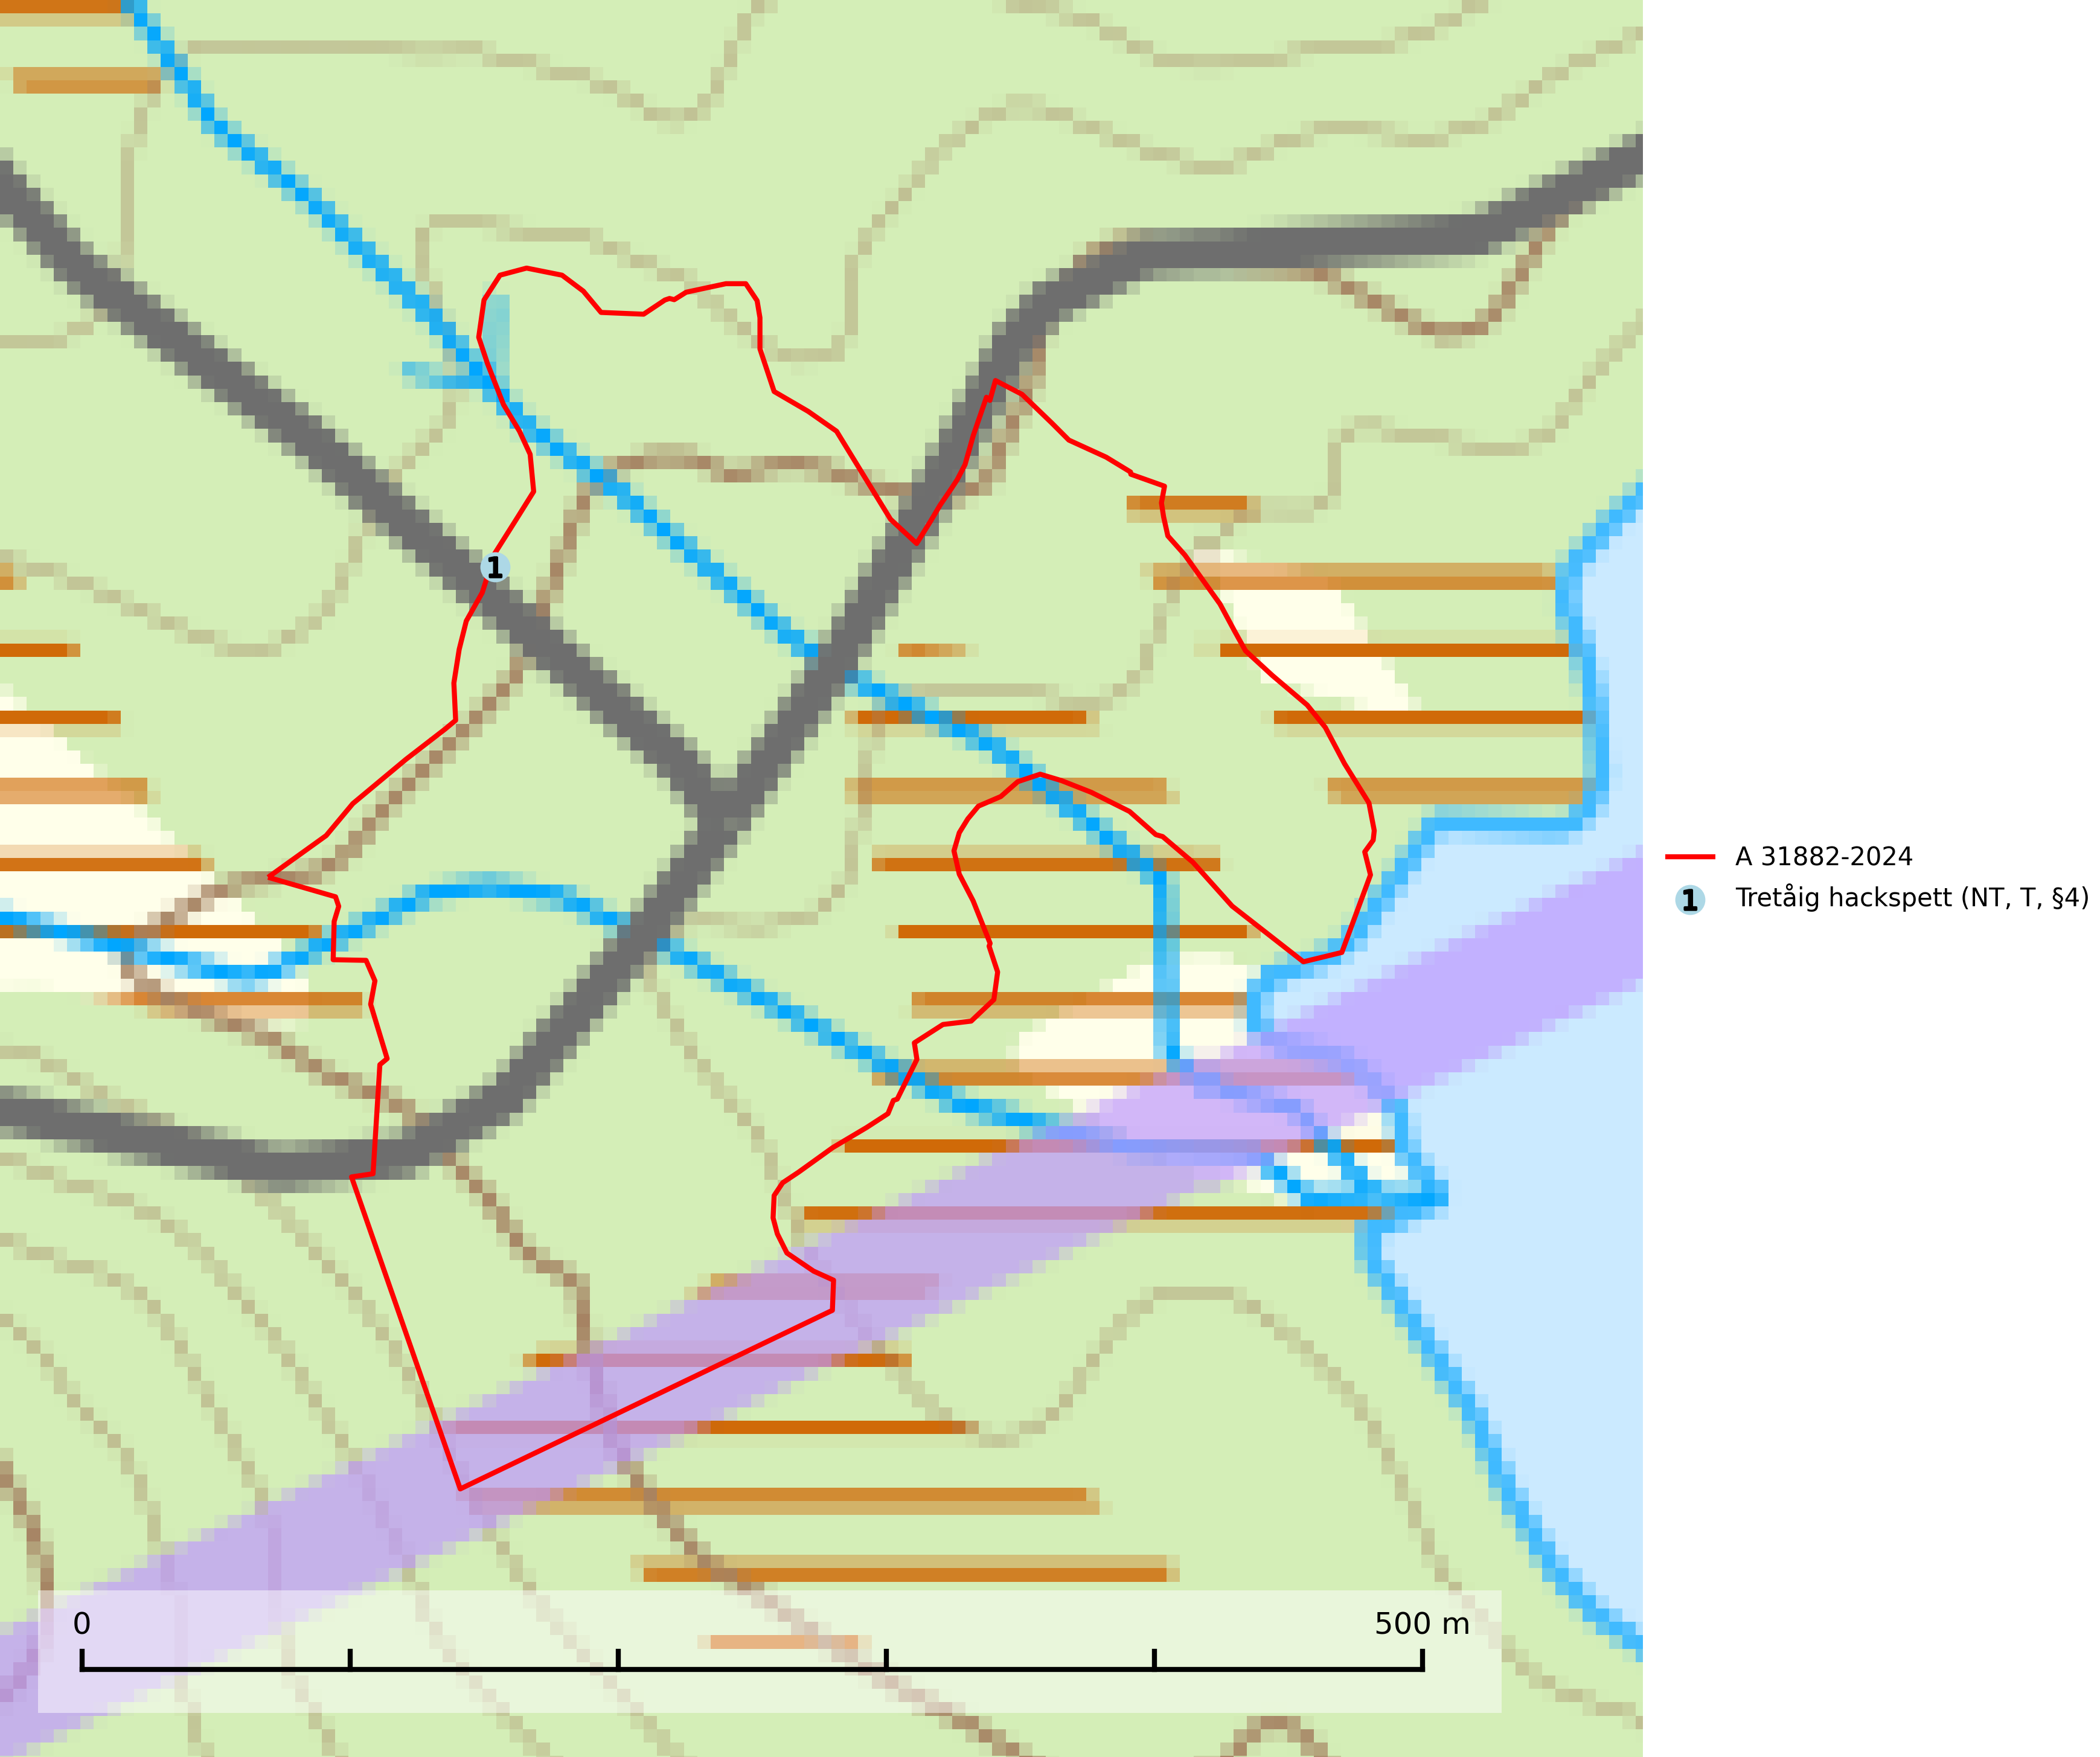 1
A 31882-2024
1 Tretåig hackspett (NT, T, §4)
0 500 m